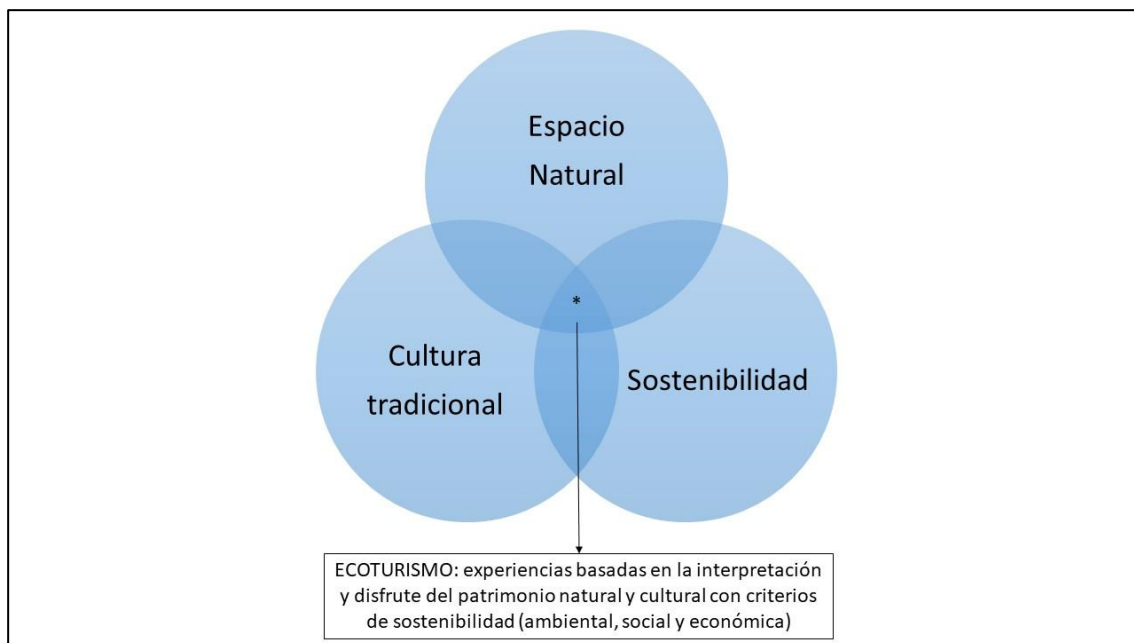 Espacio
Natural
*
Cultura
tradicional
Sostenibilidad
ECOTURISMO: experiencias basadas en la interpretación
y disfrute del patrimonio natural y cultural con criterios
de sostenibilidad (ambiental, social y económica)